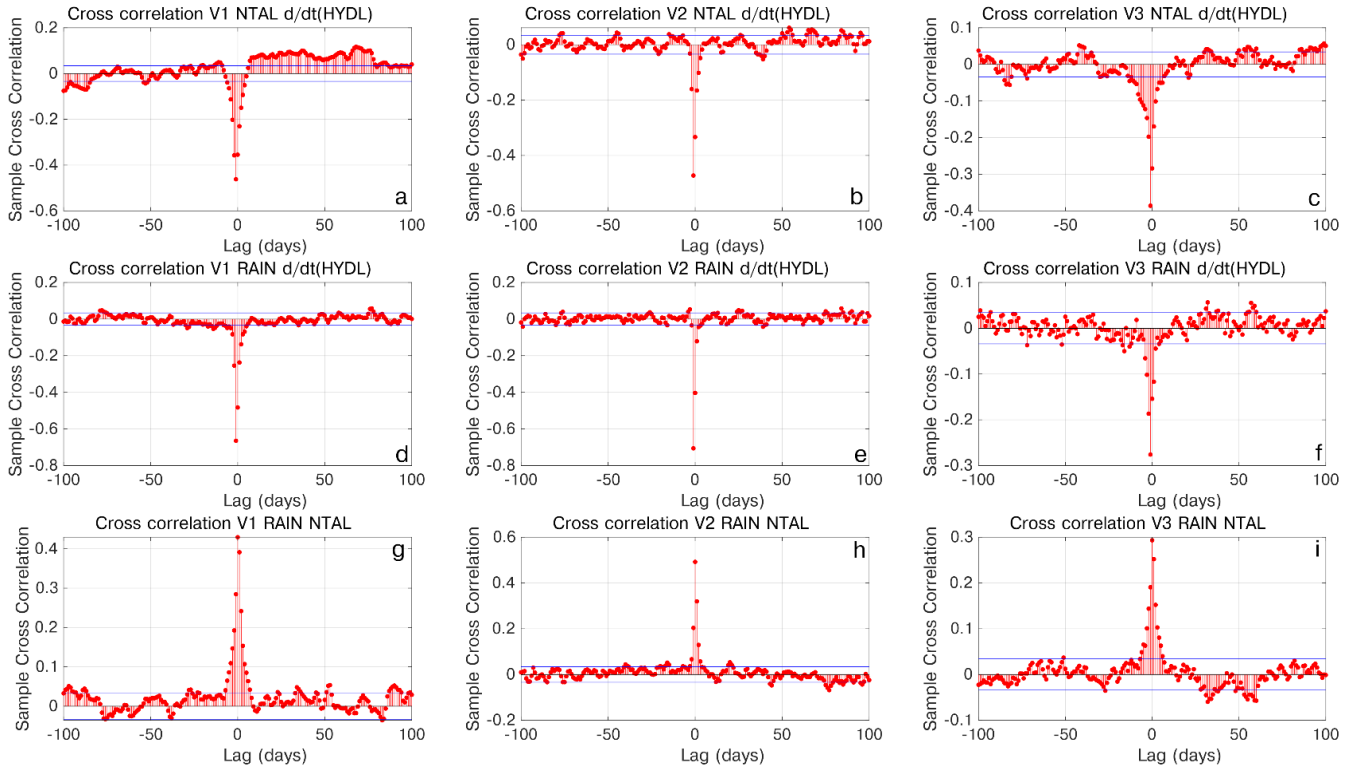 Cross correlation V1 NTAL d/dt(HYDL)
Sample Cross Correlation
0.2
0
-0.2
-0.4
-0.6
-100
-50
0
50
100
Lag (days)
a
Cross correlation V2 NTAL d/dt(HYDL)
Sample Cross Correlation
0
-0.2
-0.4
-0.6
-100
-50
0
50
100
Lag (days)
b
Cross correlation V3 NTAL d/dt(HYDL)
Sample Cross Correlation
0.1
0
-0.1
-0.2
-0.3
-0.4
-100
-50
0
50
100
Lag (days)
c
Cross correlation V1 RAIN d/dt(HYDL)
Sample Cross Correlation
0.2
0
-0.2
-0.4
-0.6
-0.8
-100
-50
0
50
100
Lag (days)
d
Cross correlation V2 RAIN d/dt(HYDL)
Sample Cross Correlation
0.2
0
-0.2
-0.4
-0.6
-0.8
-100
-50
0
50
100
Lag (days)
e
Cross correlation V3 RAIN d/dt(HYDL)
Sample Cross Correlation
0.1
0
-0.1
-0.2
-0.3
-100
-50
0
50
100
Lag (days)
f
Cross correlation V1 RAIN NTAL
Sample Cross Correlation
0.4
0.3
0.2
0.1
0
-100
-50
0
50
100
Lag (days)
g
Cross correlation V2 RAIN NTAL
Sample Cross Correlation
0.6
0.4
0.2
0
-0.2
-100
-50
0
50
100
Lag (days)
h
Cross correlation V3 RAIN NTAL
Sample Cross Correlation
0.3
0.2
0.1
0
-0.1
-100
-50
0
50
100
Lag (days)
i